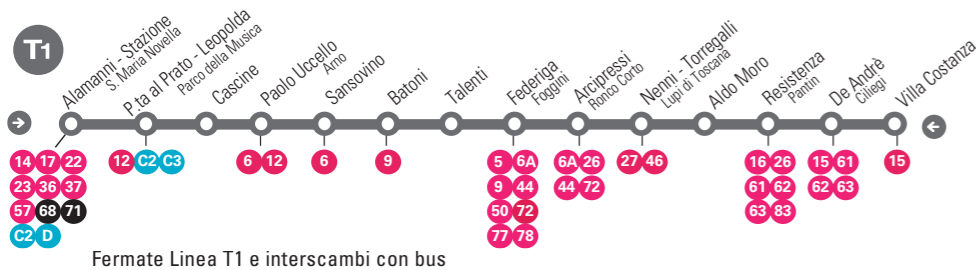 T1
Alamanni - Stazione
S. Maria Novella
P.ta al Prato - Leopolda
Parco della Musica
Cascine
Paolo Uccello
Arno
Sansovino
Batoni
Talenti
Federiga
Foggini
Arcipressi
Ronco Corto
Nenni - Torregalli
Lupi di Toscana
Aldo Moro
Resistenza
Pantin
De Andrè
Ciliegi
Villa Costanza
14 17 22
23 36 37
57 68 71
C2 D
12 C2 C3
6 12
6
9
5 6A
9 44
50 72
77 78
6A 26
44 72
27 46
16 26
61 62
63 83
15 61
62 63
15
Fermate Linea T1 e interscambi con bus